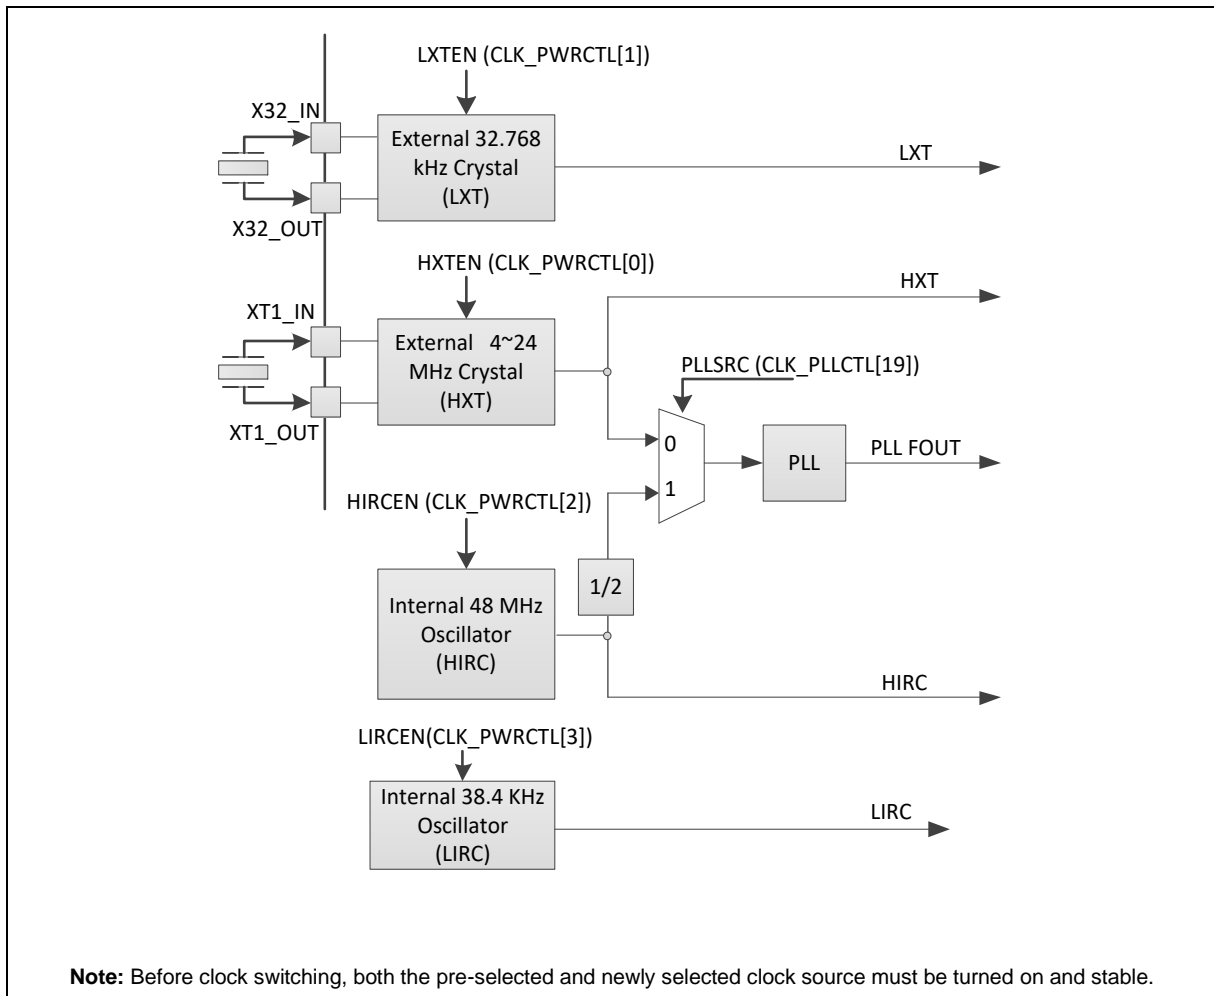 LXTEN (CLK_PWRCTL[1])
X32_IN
External 32.768
kHz Crystal
(LXT)
LXT
X32_OUT
HXTEN (CLK_PWRCTL[0])
HXT
XT1_IN
External 4~24
MHz Crystal
(HXT)
PLLSRC (CLK_PLLCTL[19])
XT1_OUT
0
1
PLL
PLL FOUT
HIRCEN (CLK_PWRCTL[2])
1/2
Internal 48 MHz
Oscillator
(HIRC)
HIRC
LIRCEN(CLK_PWRCTL[3])
Internal 38.4 KHz
Oscillator
(LIRC)
LIRC
Note: Before clock switching, both the pre-selected and newly selected clock source must be turned on and stable.